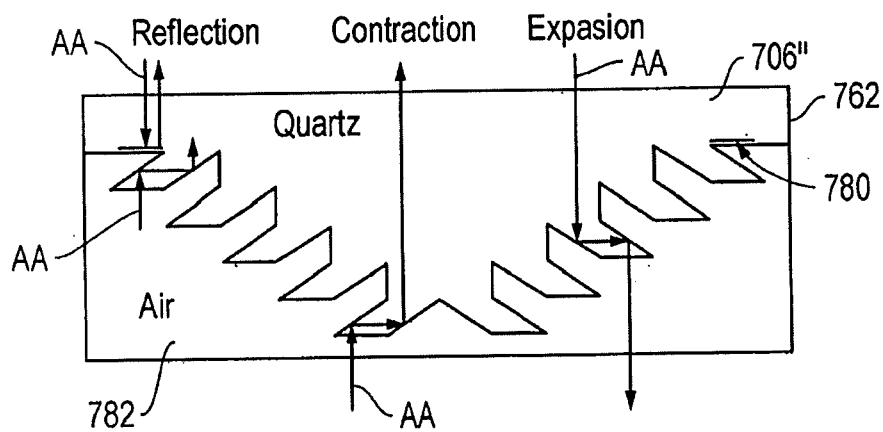 AA Reflection Contraction Expasion AA 706"
762
Quartz
780
AA
Air
782 AA